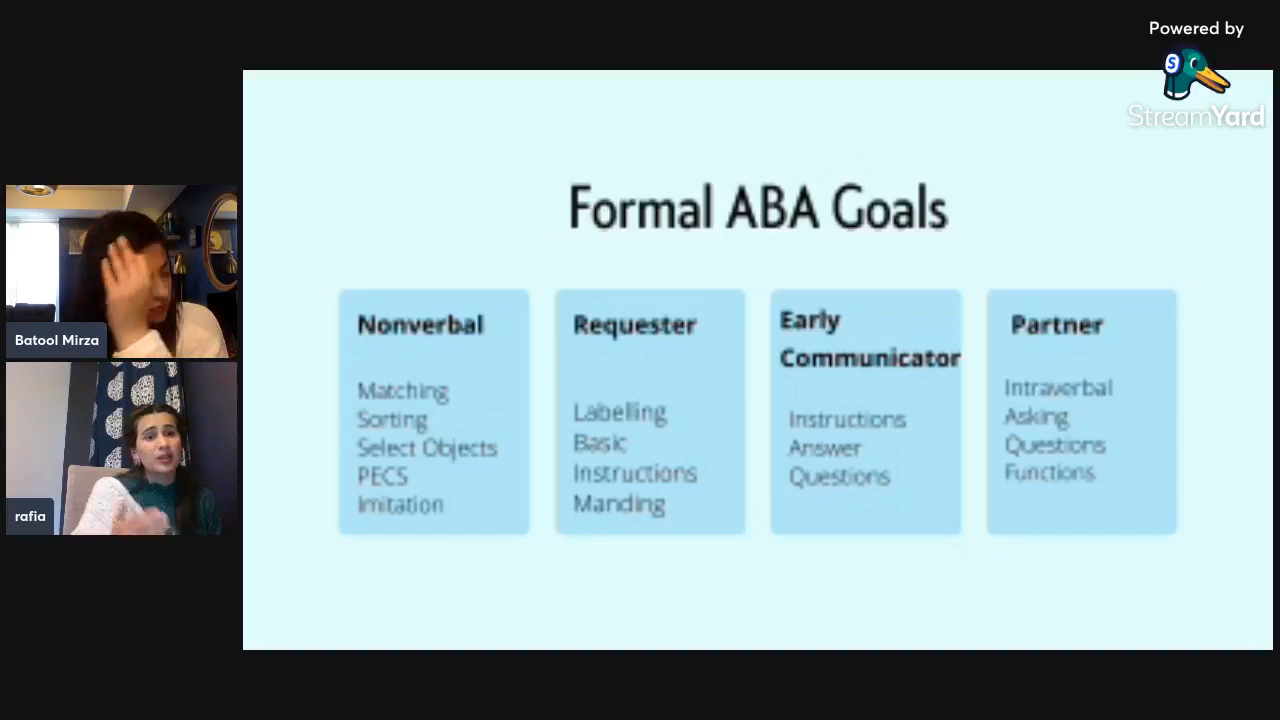 Powered by
StreamYard
Formal ABA Goals
Nonverbal
Matching
Sorting
Select Objects
PECS
Imitation
Requester
Labelling
Basic
Instructions
Manding
Early
Communicator
Instructions
Answer
Questions
Partner
Intraverbal
Asking
Questions
Functions
Batool Mirza
rafia